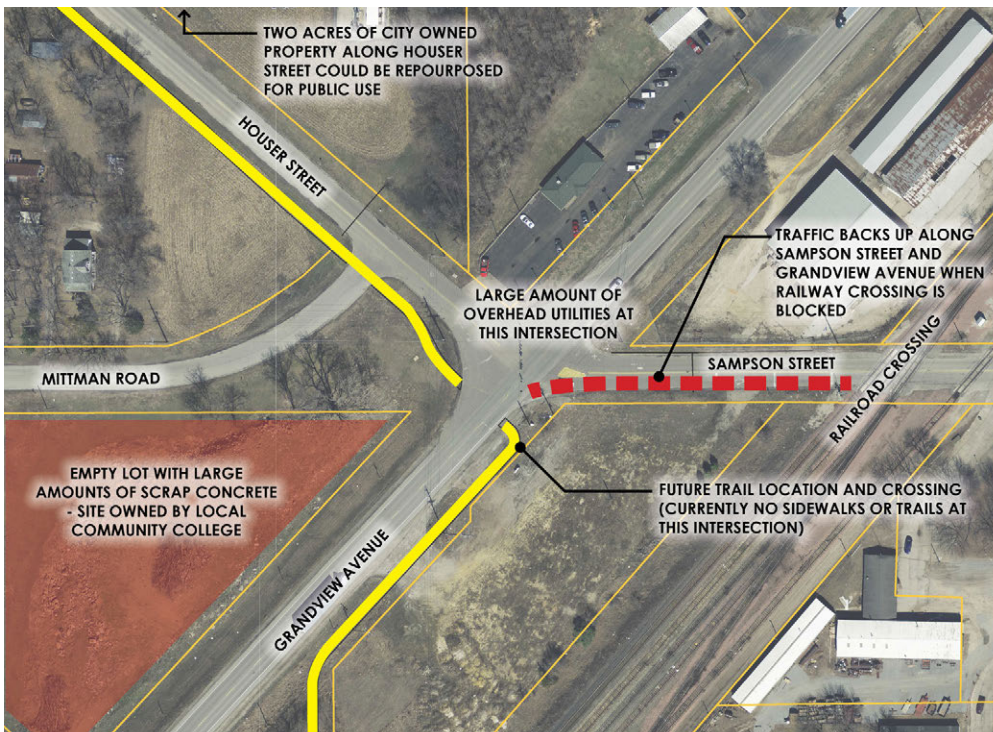 TWO ACRES OF CITY OWNED
PROPERTY ALONG HOUSER
STREET COULD BE REPOURPOSED
FOR PUBLIC USE
HOUSER STREET
TRAFFIC BACKS UP ALONG
SAMPSON STREET AND
GRANDVIEW AVENUE WHEN
RAILWAY CROSSING IS
BLOCKED
LARGE AMOUNT OF
OVERHEAD UTILITIES AT
THIS INTERSECTION
SAMPSON STREET
MITTMAN ROAD
RAILROAD CROSSING
EMPTY LOT WITH LARGE
AMOUNTS OF SCRAP CONCRETE
- SITE OWNED BY LOCAL
COMMUNITY COLLEGE
FUTURE TRAIL LOCATION AND CROSSING
(CURRENTLY NO SIDEWALKS OR TRAILS AT
THIS INTERSECTION)
GRANDVIEW AVENUE